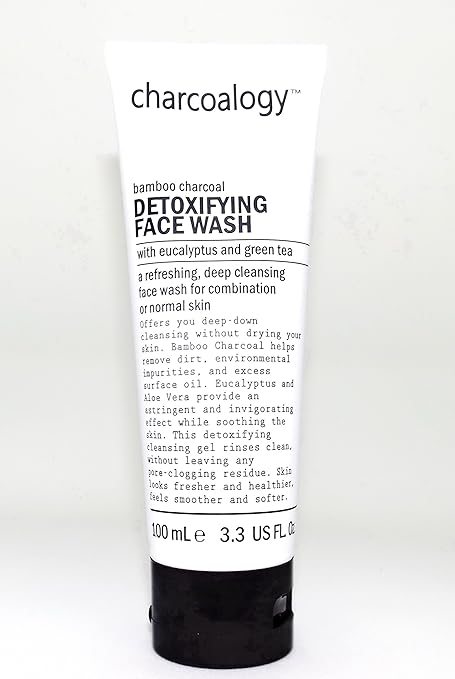 charcoalogy™
bamboo charcoal
DETOXIFYING
FACE WASH
with eucalyptus and green tea
a refreshing, deep cleansing
face wash for combination
or normal skin
Offers you deep-down
cleansing without drying your
skin. Bamboo Charcoal helps
remove dirt, environmental
impurities, and excess
surface oil. Eucalyptus and
Aloe Vera provide an
astringent and invigorating
effect while soothing the
skin. This detoxifying
cleansing gel rinses clean,
without leaving any
pore-clogging residue. Skin
looks fresher and healthier,
feels smoother and softer.
100 mL e 3.3 US FL. Oz